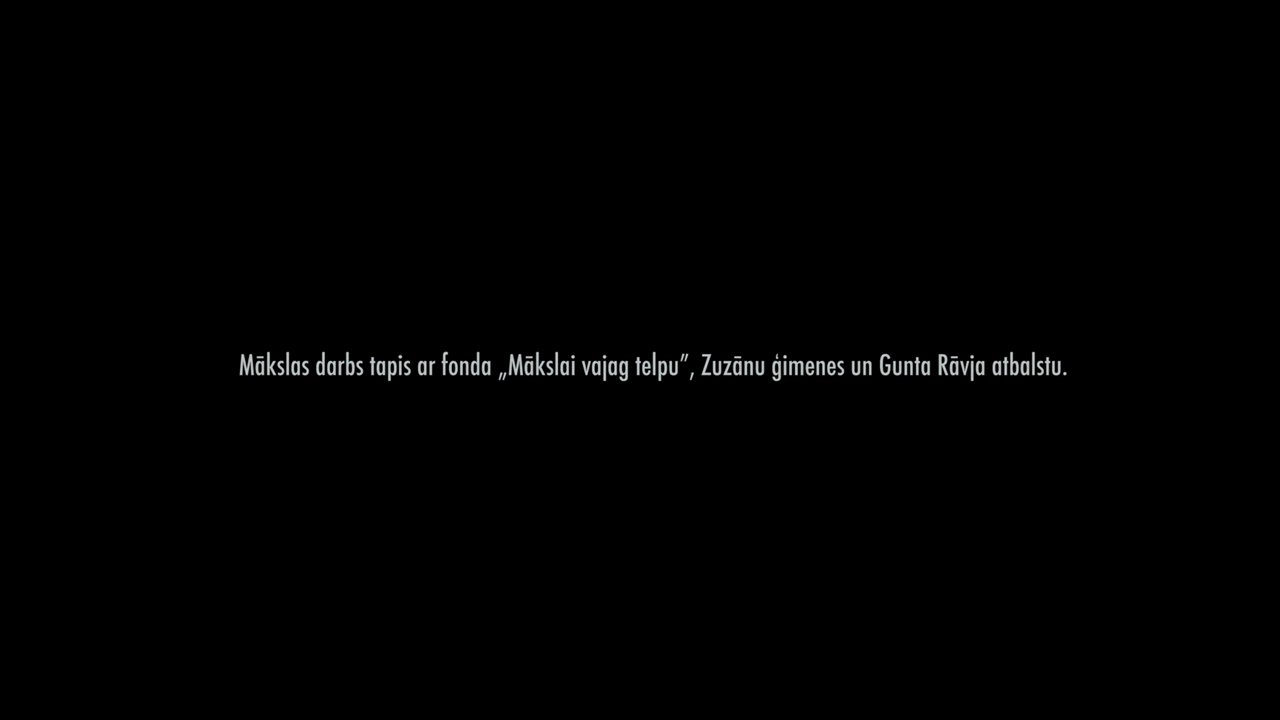 Mākslas darbs tapis ar fonda „Mākslai vajag telpu”, Zuzānu ģimenes un Gunta Rāvja atbalstu.